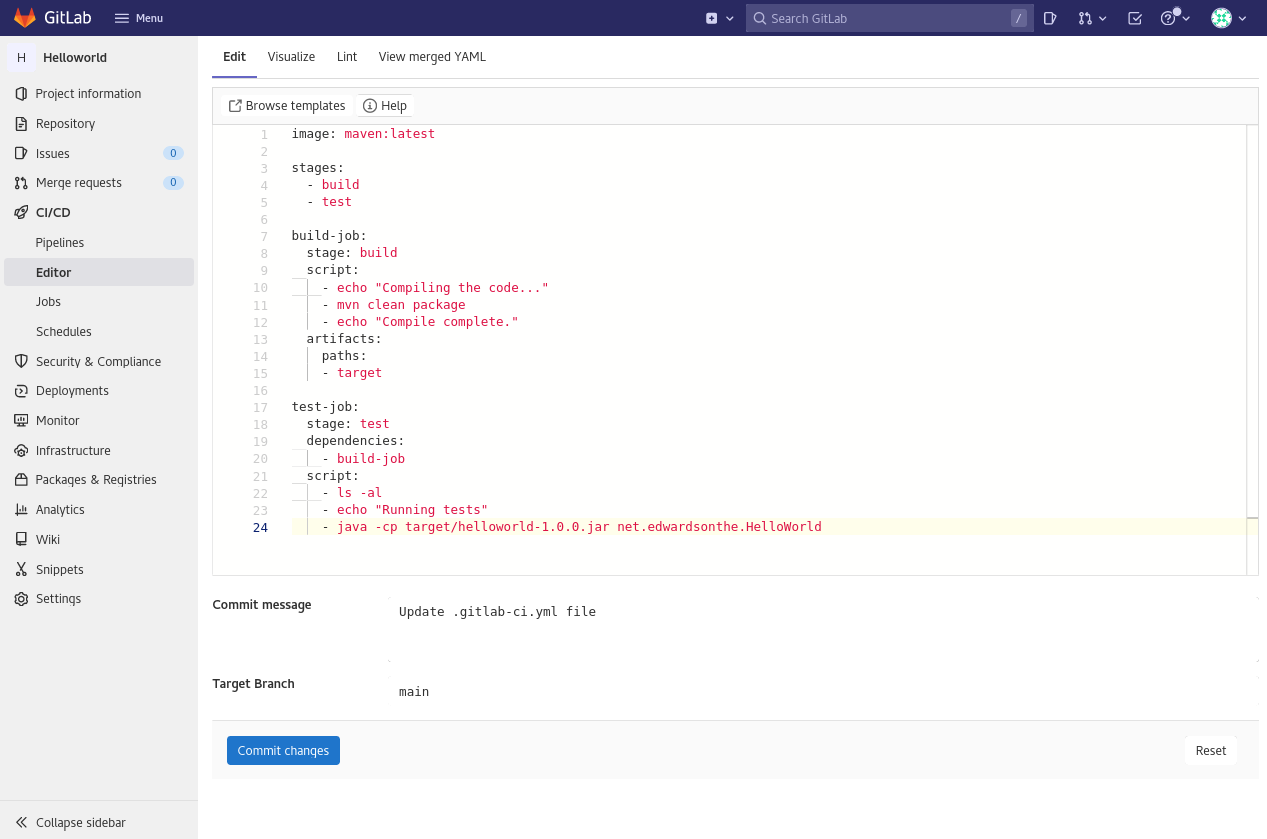 GitLab Menu Search GitLab /
H Helloworld
Project information
Repository
Issues 0
Merge requests 0
CI/CD
Pipelines
Editor
Jobs
Schedules
Security & Compliance
Deployments
Monitor
Infrastructure
Packages & Registries
Analytics
Wiki
Snippets
Settings
Collapse sidebar
Edit Visualize Lint View merged YAML
Browse templates Help
1 image: maven:latest
2
3 stages:
4 - build
5 - test
6
7 build-job:
8 stage: build
9 script:
10 - echo "Compiling the code..."
11 - mvn clean package
12 - echo "Compile complete."
13 artifacts:
14 paths:
15 - target
16
17 test-job:
18 stage: test
19 dependencies:
20 - build-job
21 script:
22 - ls -al
23 - echo "Running tests"
24 - java -cp target/helloworld-1.0.0.jar net.edwardsonthe.HelloWorld
Commit message Update .gitlab-ci.yml file
Target Branch main
Commit changes Reset